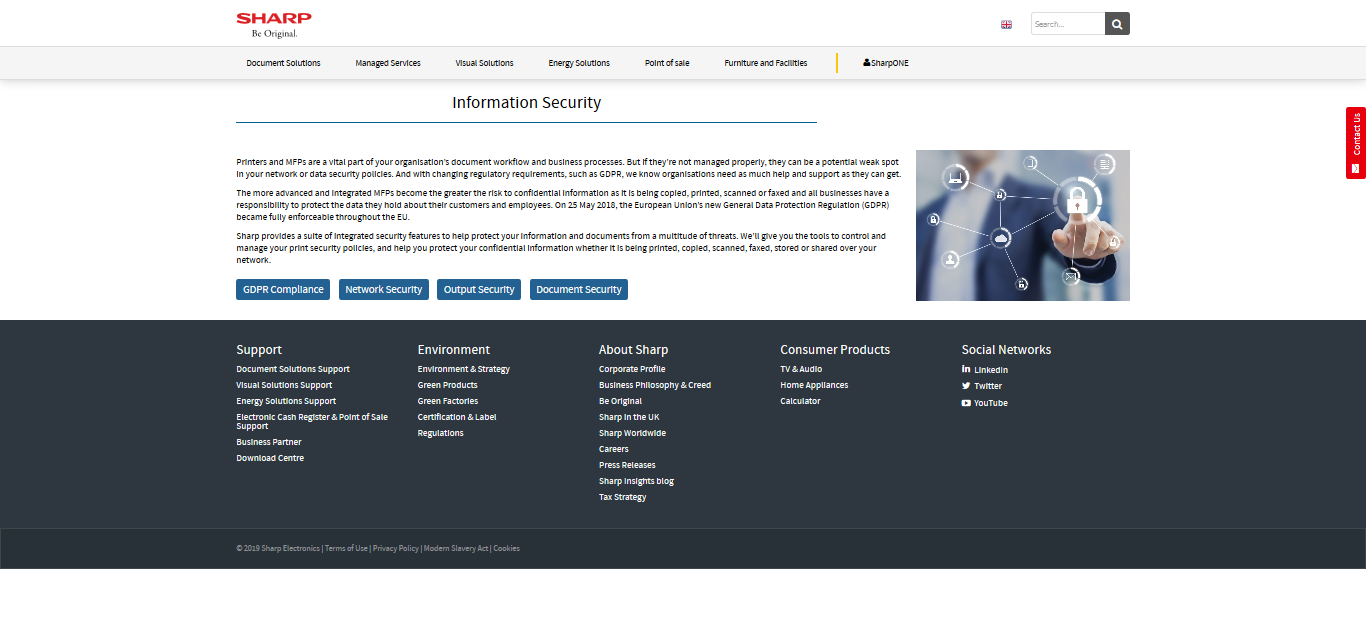 SHARP
Be Original.
Search...
Document Solutions
Managed Services
Visual Solutions
Energy Solutions
Point of sale
Furniture and Facilities
SharpONE
Contact Us
Information Security
Printers and MFPs are a vital part of your organisation's document workflow and business processes. But if they're not managed properly, they can be a potential weak spot
in your network or data security policies. And with changing regulatory requirements, such as GDPR, we know organisations need as much help and support as they can get.
The more advanced and integrated MFPs become the greater the risk to confidential information as it is being copied, printed, scanned or faxed and all businesses have a
responsibility to protect the data they hold about their customers and employees. On 25 May 2018, the European Union's new General Data Protection Regulation (GDPR)
became fully enforceable throughout the EU.
Sharp provides a suite of integrated security features to help protect your information and documents from a multitude of threats. We'll give you the tools to control and
manage your print security policies, and help you protect your confidential information whether it is being printed, copied, scanned, faxed, stored or shared over your
network.
GDPR Compliance
Network Security
Output Security
Document Security
Support
Document Solutions Support
Visual Solutions Support
Energy Solutions Support
Electronic Cash Register & Point of Sale
Support
Business Partner
Download Centre
Environment
Environment & Strategy
Green Products
Green Factories
Certification & Label
Regulations
About Sharp
Corporate Profile
Business Philosophy & Creed
Be Original
Sharp in the UK
Sharp Worldwide
Careers
Press Releases
Sharp Insights blog
Tax Strategy
Consumer Products
TV & Audio
Home Appliances
Calculator
Social Networks
LinkedIn
Twitter
YouTube
© 2019 Sharp Electronics | Terms of Use | Privacy Policy | Modern Slavery Act | Cookies